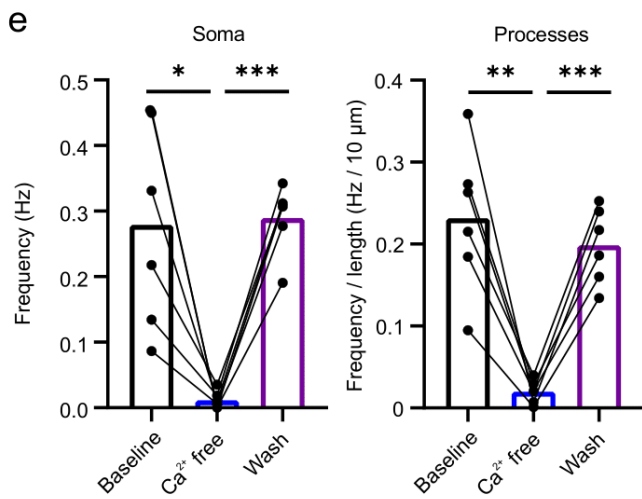 e
Soma
Processes
* ***
** ***
Frequency (Hz)
0.5
0.4
0.3
0.2
0.1
0.0
Baseline
Ca²⁺ free
Wash
Frequency / length (Hz / 10 µm)
0.4
0.3
0.2
0.1
0
Baseline
Ca²⁺ free
Wash